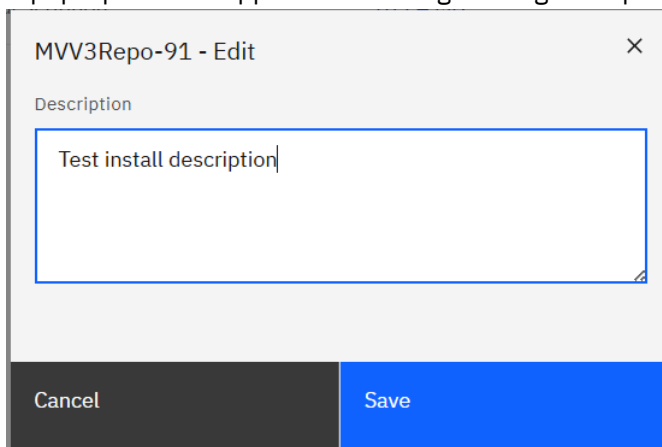 MVV3Repo-91 - Edit
Description
Test install description
Cancel
Save